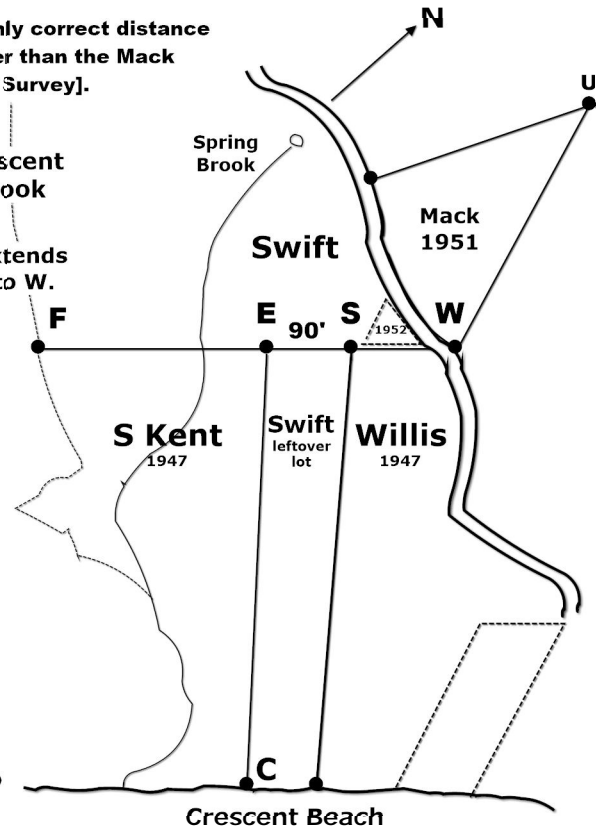 nly correct distance
er than the Mack
Survey].
N
U
Spring
Brook
scent
ook
Mack
1951
Swift
xtends
to W.
F
E
90'
S
1952
W
S Kent
1947
Swift
leftover
lot
Willis
1947
C
Crescent Beach